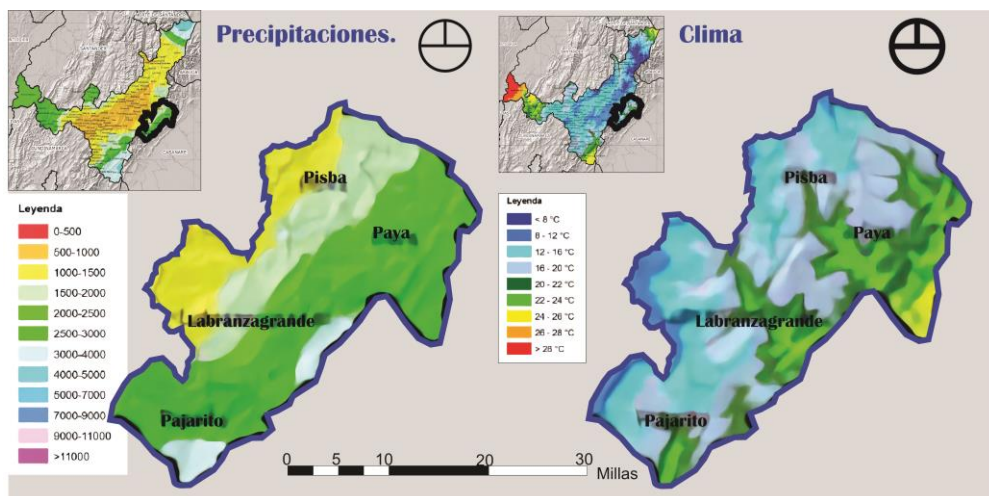 Precipitaciones.
Leyenda
0-500
500-1000
1000-1500
1500-2000
2000-2500
2500-3000
3000-4000
4000-5000
5000-7000
7000-9000
9000-11000
>11000
Pisba
Paya
Labranzagrande
Pajarito
0 10 20 30
Millas
Clima
Leyenda
< 8 °C
8 - 12 °C
12 - 16 °C
16 - 20 °C
20 - 22 °C
22 - 24 °C
24 - 26 °C
26 - 28 °C
> 28 °C
Pisba
Paya
Labranzagrande
Pajarito